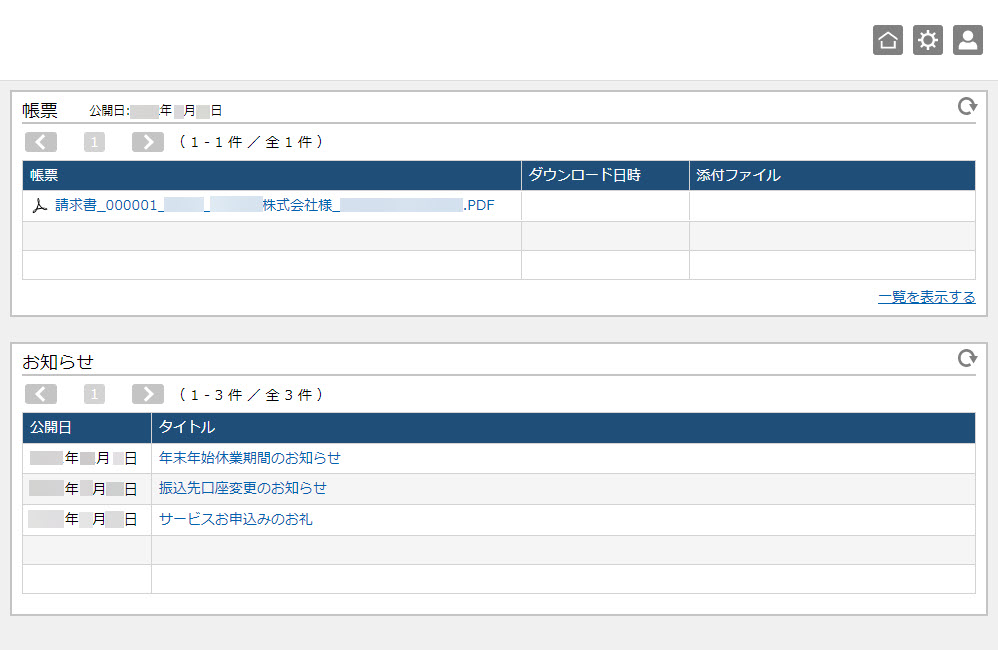 帳票 公開日: 年 月 日
1 ( 1 - 1 件 ／ 全 1 件 )
帳票 ダウンロード日時 添付ファイル
請求書_000001_ _ 株式会社様_ .PDF
一覧を表示する
お知らせ
1 ( 1 - 3 件 ／ 全 3 件 )
公開日 タイトル
年 月 日 年末年始休業期間のお知らせ
年 月 日 振込先口座変更のお知らせ
年 月 日 サービスお申込みのお礼